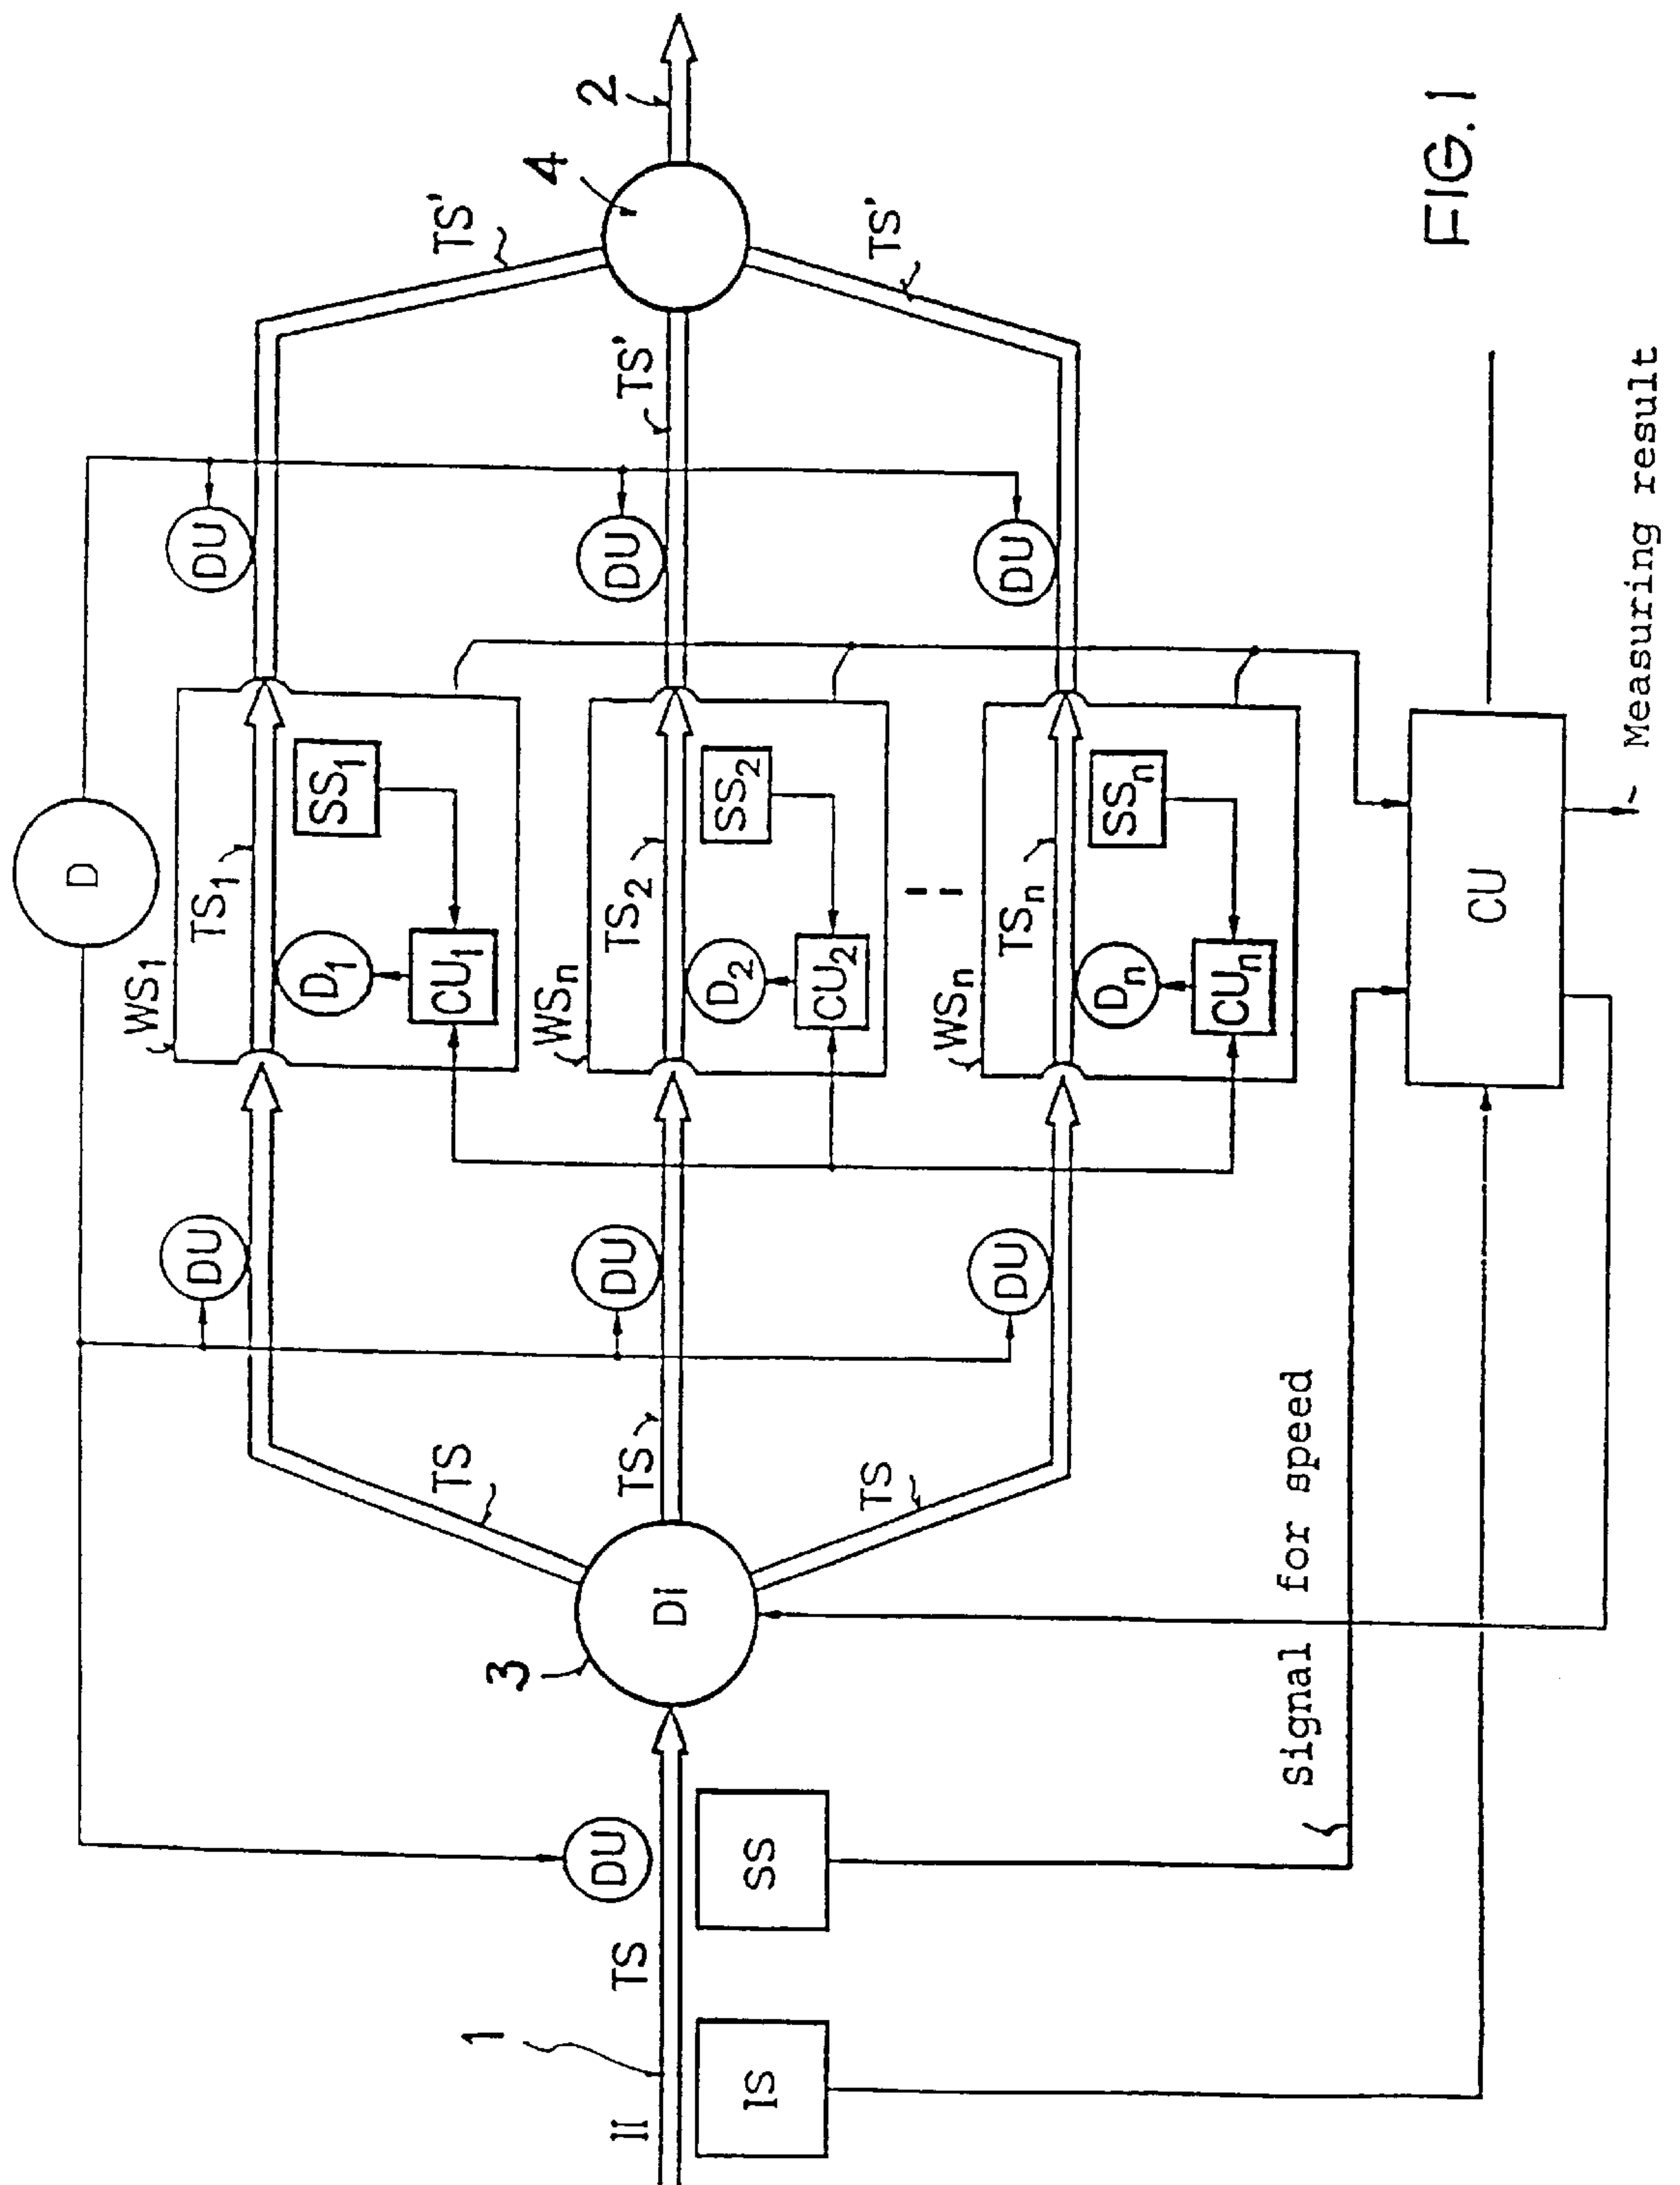 D
WS1
TS1
SS1
D1
CU1
WSn
TS2
SS2
D2
CU2
WSn
TSn
SSn
Dn
CUn
DU
DU
DU
DU
DU
DU
DU
TS
TS
TS
TS'
TS'
TS'
II
1
TS
3
Di
4
2
IS
SS
Signal for speed
CU
Measuring result
FIG. 1